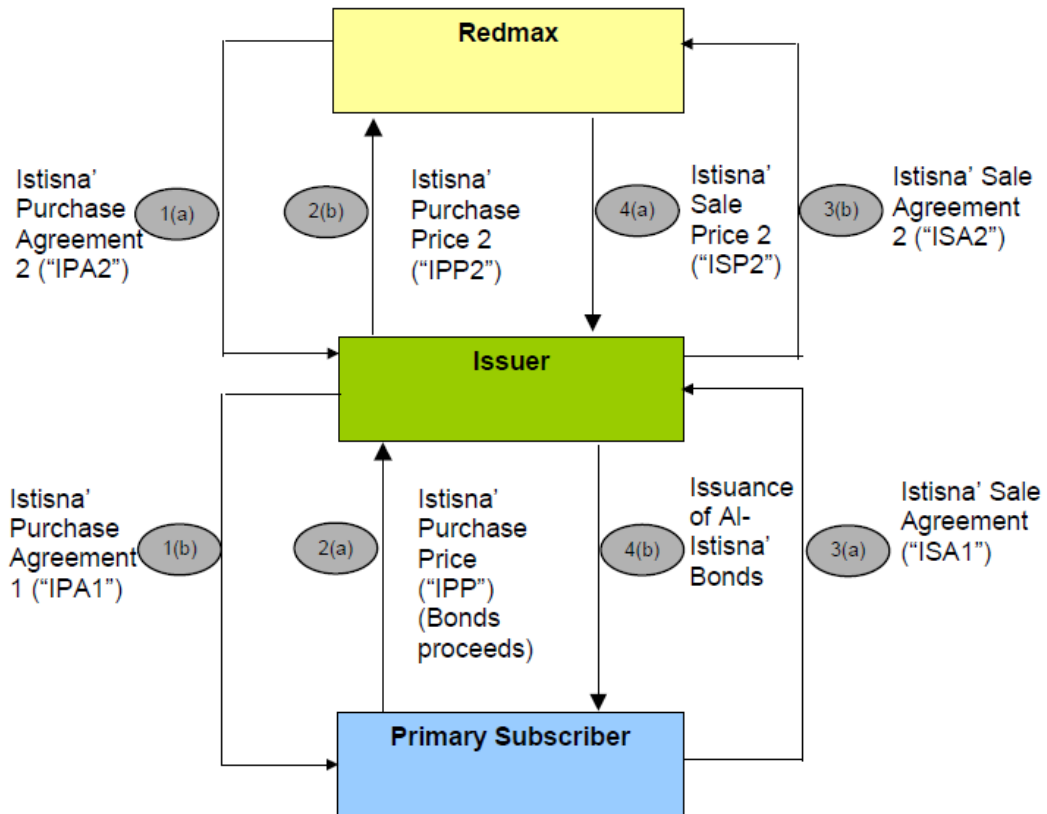 Redmax
Istisna’
Purchase
Agreement
2 (“IPA2”)
1(a)
2(b)
Istisna’
Purchase
Price 2
(“IPP2”)
4(a)
Istisna’
Sale
Price 2
(“ISP2”)
3(b)
Istisna’ Sale
Agreement
2 (“ISA2”)
Issuer
Istisna’
Purchase
Agreement
1 (“IPA1”)
1(b)
2(a)
Istisna’
Purchase
Price
(“IPP”)
(Bonds
proceeds)
4(b)
Issuance
of Al-
Istisna’
Bonds
3(a)
Istisna’ Sale
Agreement
(“ISA1”)
Primary Subscriber